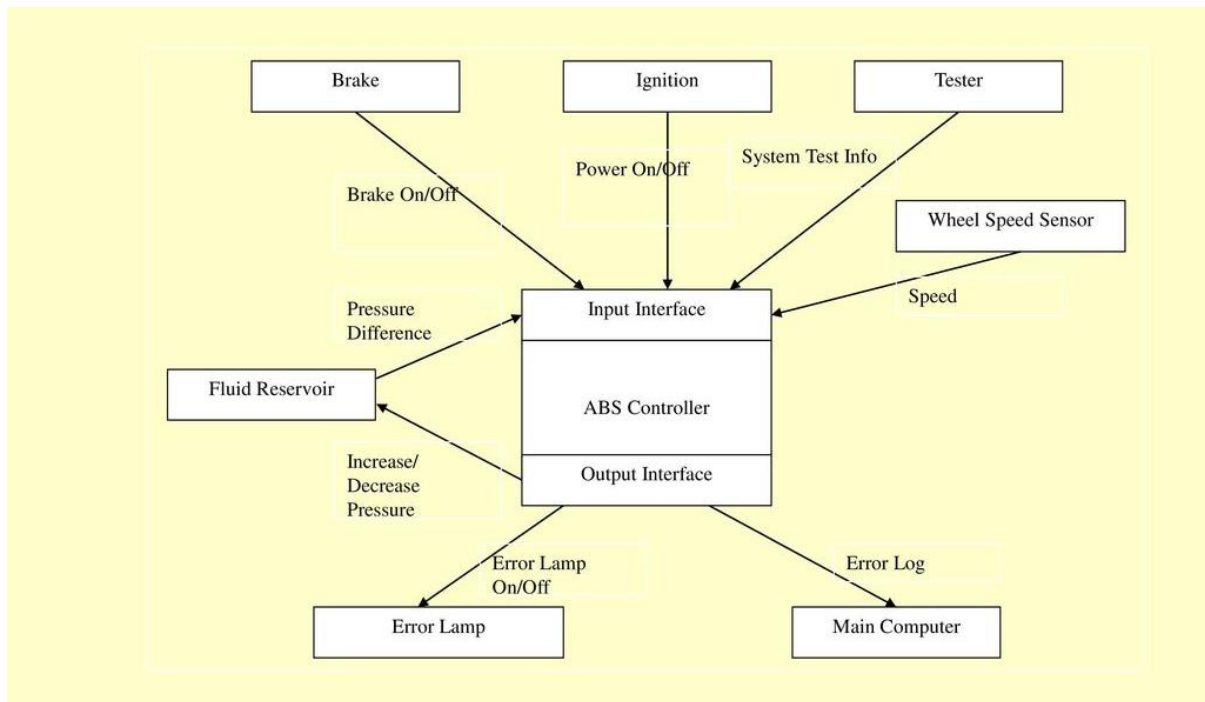 Brake
Ignition
Tester
System Test Info
Power On/Off
Brake On/Off
Wheel Speed Sensor
Speed
Pressure
Difference
Input Interface
Fluid Reservoir
ABS Controller
Increase/
Decrease
Pressure
Output Interface
Error Lamp
On/Off
Error Log
Error Lamp
Main Computer